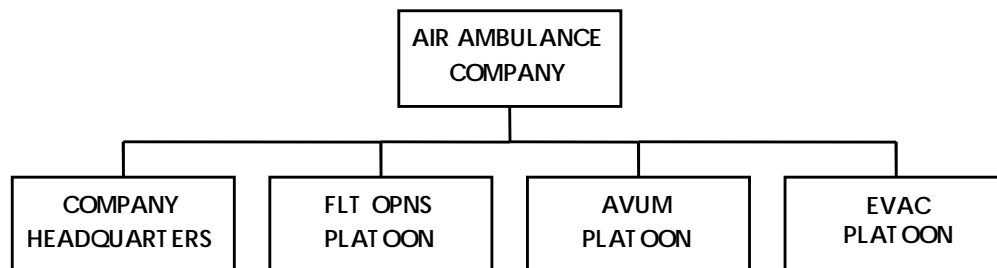 AIR AMBULANCE
COMPANY
COMPANY
HEADQUARTERS
FLT OPNS
PLATOON
AVUM
PLATOON
EVAC
PLATOON